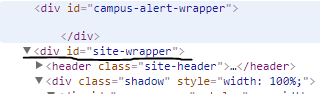 <div id="campus-alert-wrapper">
</div>
▼<div id="site-wrapper">
▶<header class="site-header">…</header>
▼<div class="shadow" style="width: 100%;">